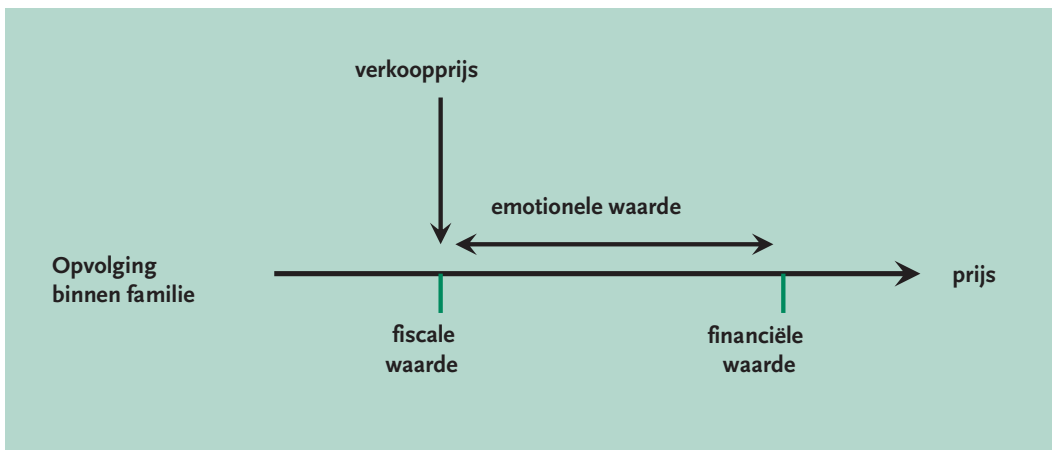 verkoopprijs
emotionele waarde
Opvolging
binnen familie
prijs
fiscale
waarde
financiële
waarde